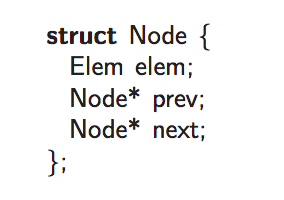 struct Node {
Elem elem;
Node* prev;
Node* next;
};